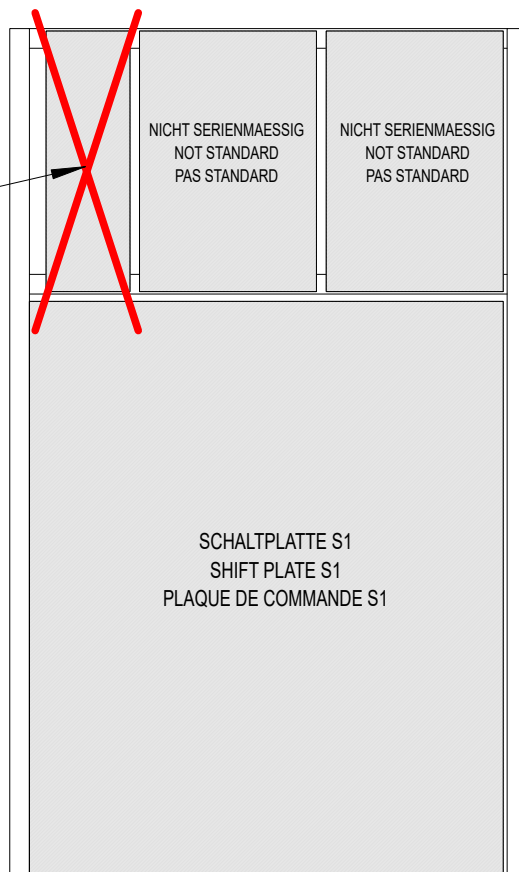 NICHT SERIENMAESSIG
NOT STANDARD
PAS STANDARD
NICHT SERIENMAESSIG
NOT STANDARD
PAS STANDARD
SCHALTPLATTE S1
SHIFT PLATE S1
PLAQUE DE COMMANDE S1